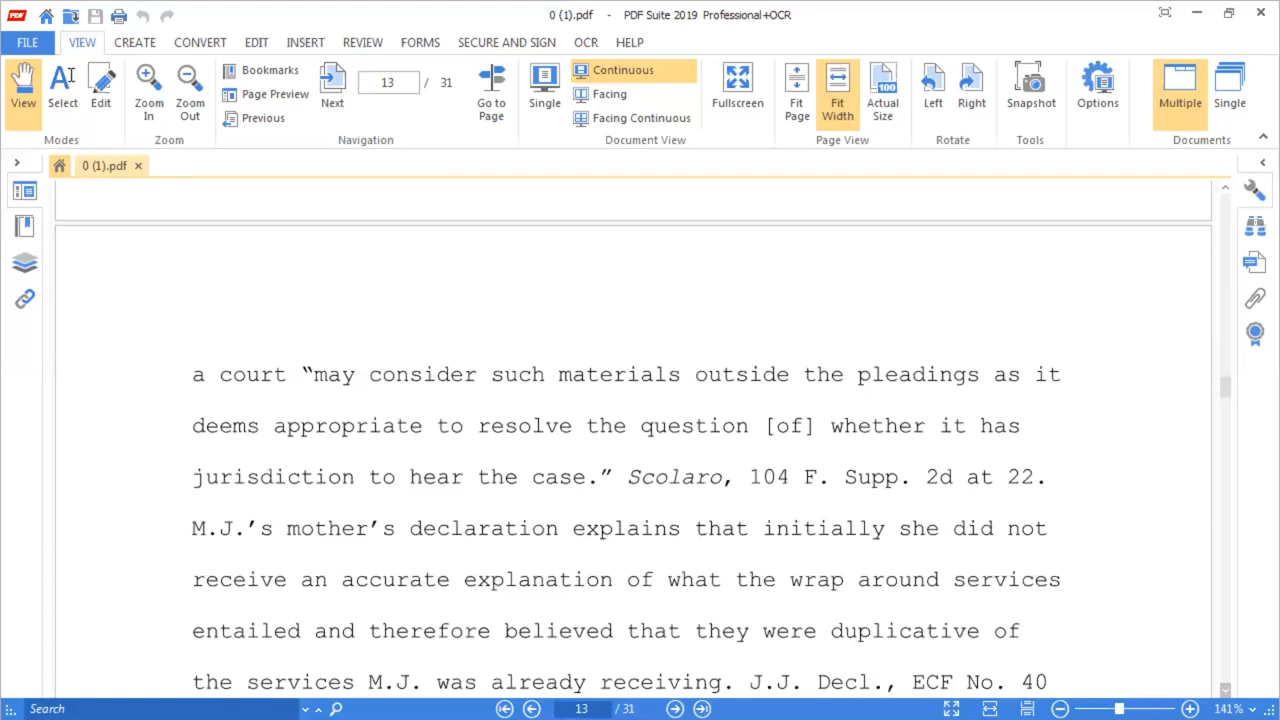 PDF 0 (1).pdf - PDF Suite 2019 Professional+OCR
FILE VIEW CREATE CONVERT EDIT INSERT REVIEW FORMS SECURE AND SIGN OCR HELP
View Select Edit
Modes
Zoom In Zoom Out
Zoom
Bookmarks
Page Preview
Previous
Next
13 / 31
Go to Page
Navigation
Single
Continuous
Facing
Facing Continuous
Document View
Fullscreen
Fit Page
Fit Width
100
Actual Size
Page View
Left Right
Rotate
Snapshot
Tools
Options
Multiple Single
Documents
0 (1).pdf
a court “may consider such materials outside the pleadings as it
deems appropriate to resolve the question [of] whether it has
jurisdiction to hear the case.” Scolaro, 104 F. Supp. 2d at 22.
M.J.’s mother’s declaration explains that initially she did not
receive an accurate explanation of what the wrap around services
entailed and therefore believed that they were duplicative of
the services M.J. was already receiving. J.J. Decl., ECF No. 40
Search 13 / 31 141%